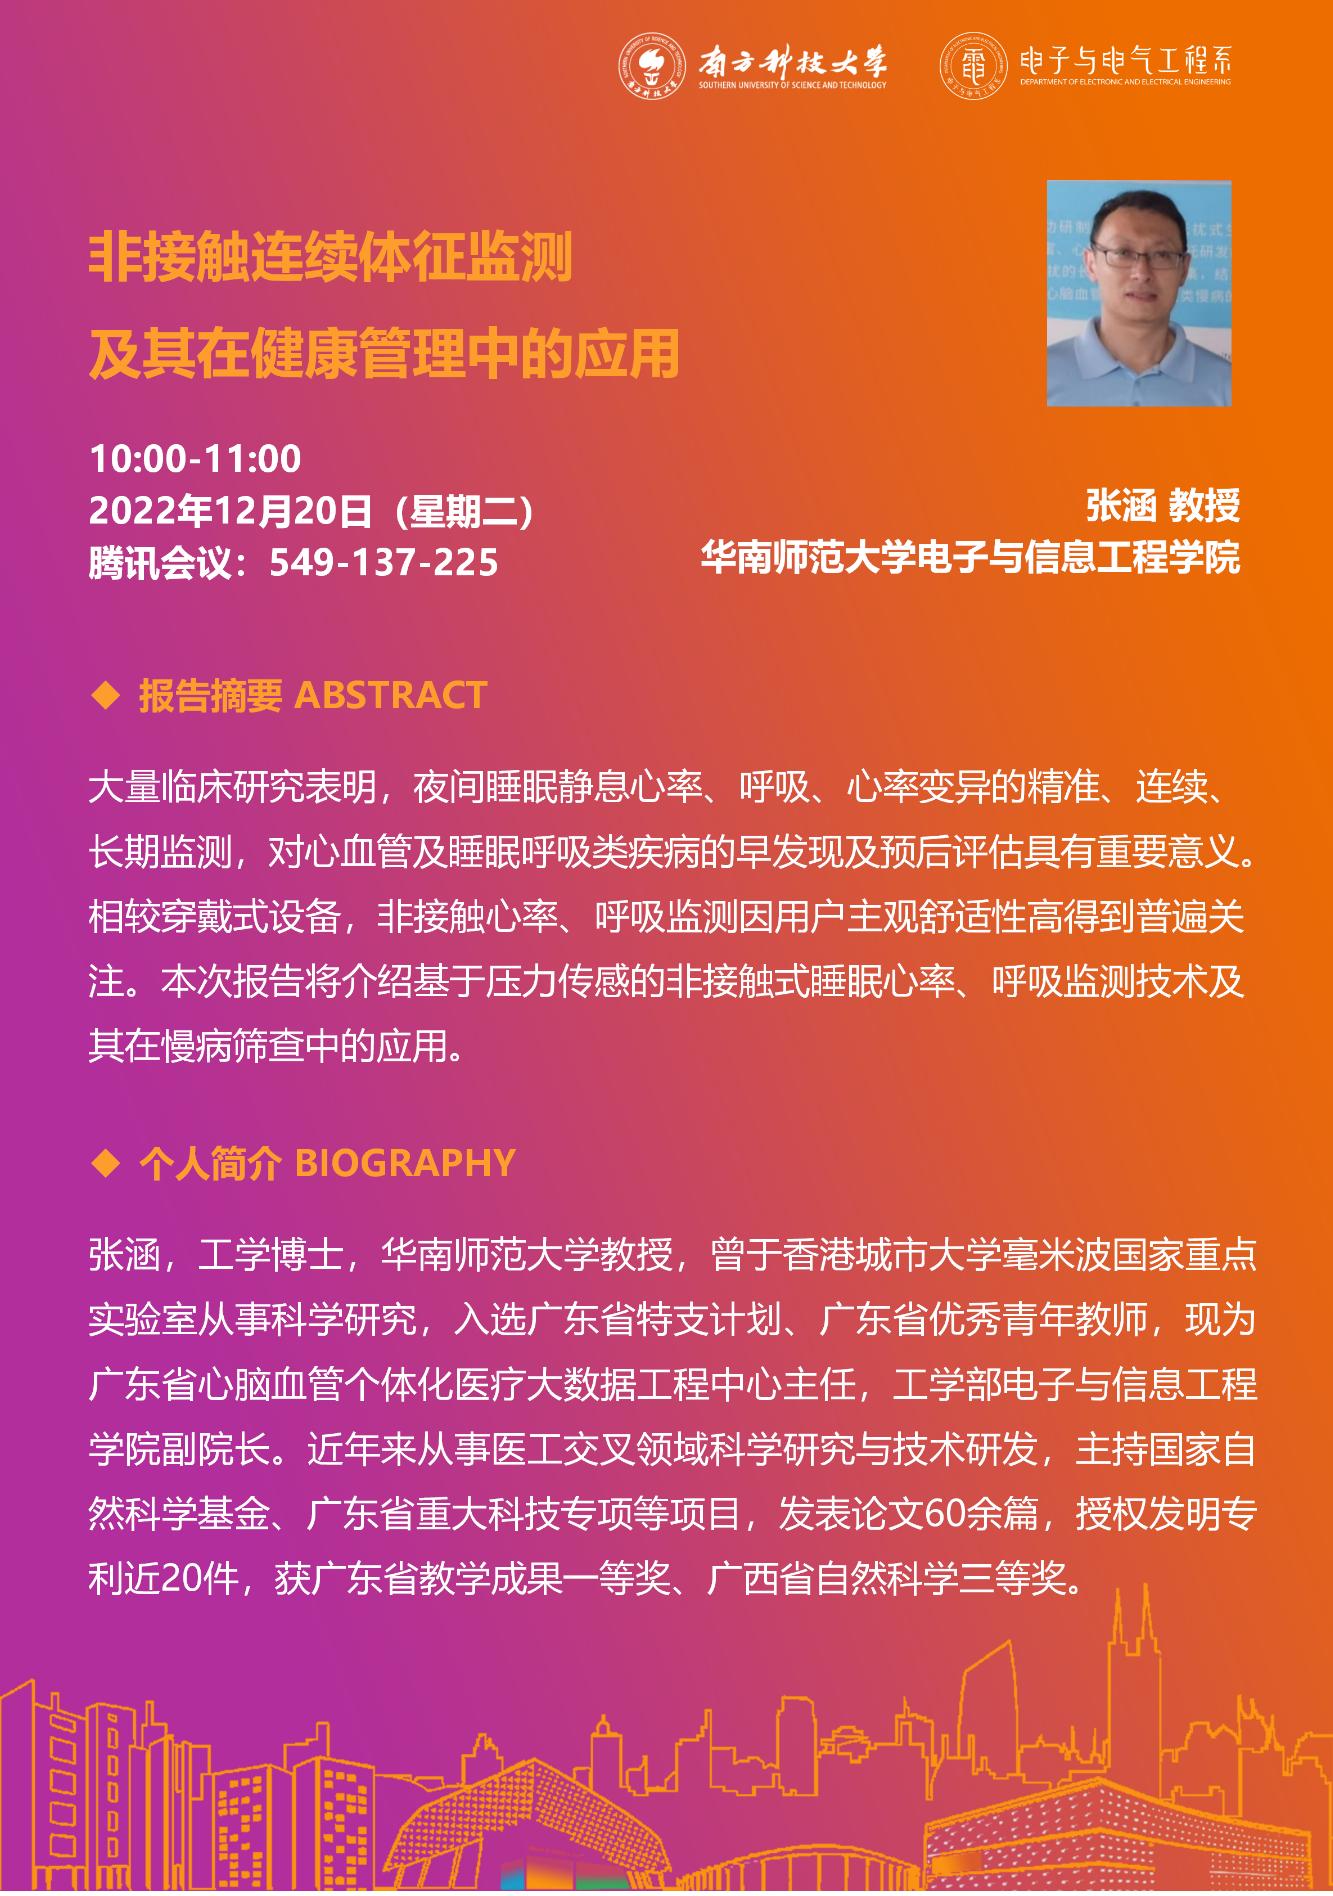 南方科技大学
SOUTHERN UNIVERSITY OF SCIENCE AND TECHNOLOGY
电子与电气工程系
DEPARTMENT OF ELECTRONIC AND ELECTRICAL ENGINEERING
非接触连续体征监测
及其在健康管理中的应用
10:00-11:00
2022年12月20日（星期二）
腾讯会议：549-137-225
张涵 教授
华南师范大学电子与信息工程学院
◆ 报告摘要 ABSTRACT
大量临床研究表明，夜间睡眠静息心率、呼吸、心率变异的精准、连续、
长期监测，对心血管及睡眠呼吸类疾病的早发现及预后评估具有重要意义。
相较穿戴式设备，非接触心率、呼吸监测因用户主观舒适性高得到普遍关
注。本次报告将介绍基于压力传感的非接触式睡眠心率、呼吸监测技术及
其在慢病筛查中的应用。
◆ 个人简介 BIOGRAPHY
张涵，工学博士，华南师范大学教授，曾于香港城市大学毫米波国家重点
实验室从事科学研究，入选广东省特支计划、广东省优秀青年教师，现为
广东省心脑血管个体化医疗大数据工程中心主任，工学部电子与信息工程
学院副院长。近年来从事医工交叉领域科学研究与技术研发，主持国家自
然科学基金、广东省重大科技专项等项目，发表论文60余篇，授权发明专
利近20件，获广东省教学成果一等奖、广西省自然科学三等奖。